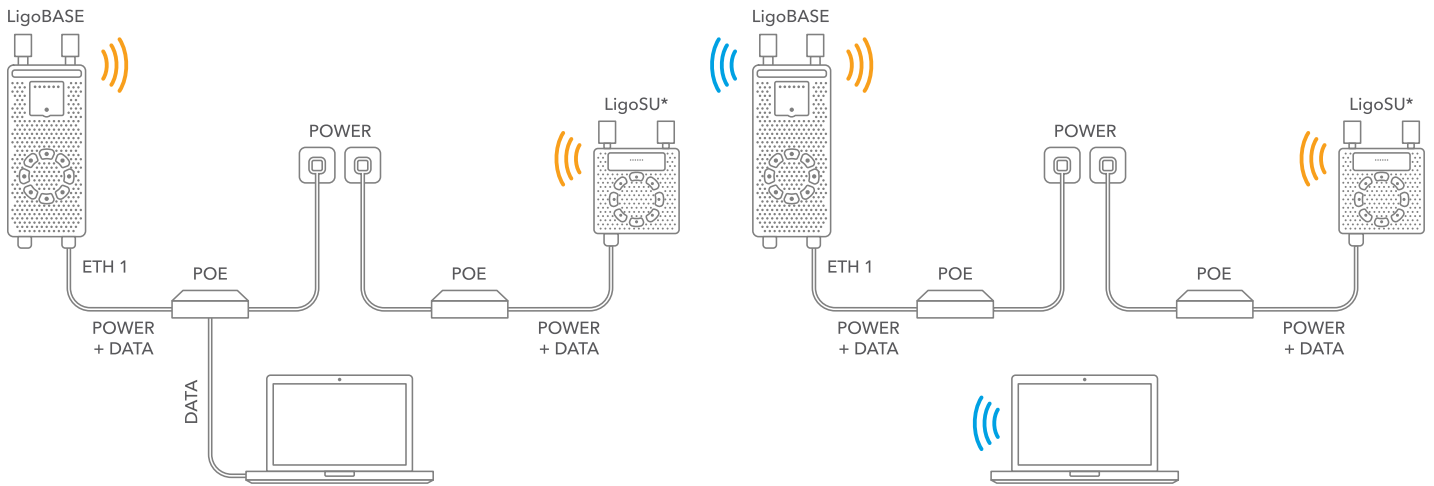 LigoBASE
LigoSU*
POWER
ETH 1
POE
POE
POWER
+ DATA
POWER
+ DATA
DATA
LigoBASE
LigoSU*
POWER
ETH 1
POE
POE
POWER
+ DATA
POWER
+ DATA